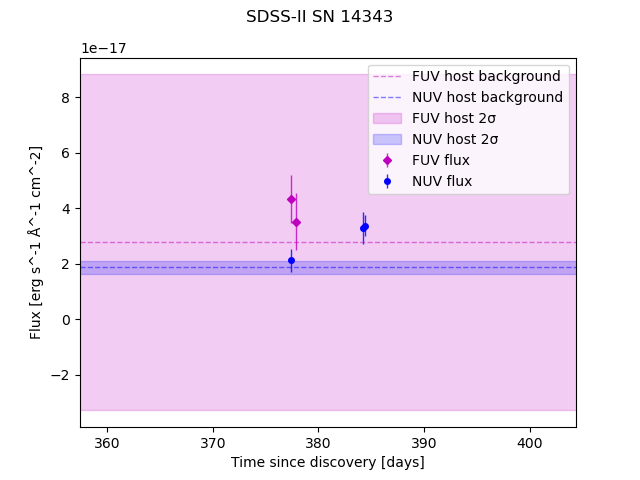 SDSS-II SN 14343
1e−17
FUV host background
NUV host background
FUV host 2σ
NUV host 2σ
FUV flux
NUV flux
8
6
4
2
0
−2
Flux [erg s^-1 Å^-1 cm^-2]
360
370
380
390
400
Time since discovery [days]